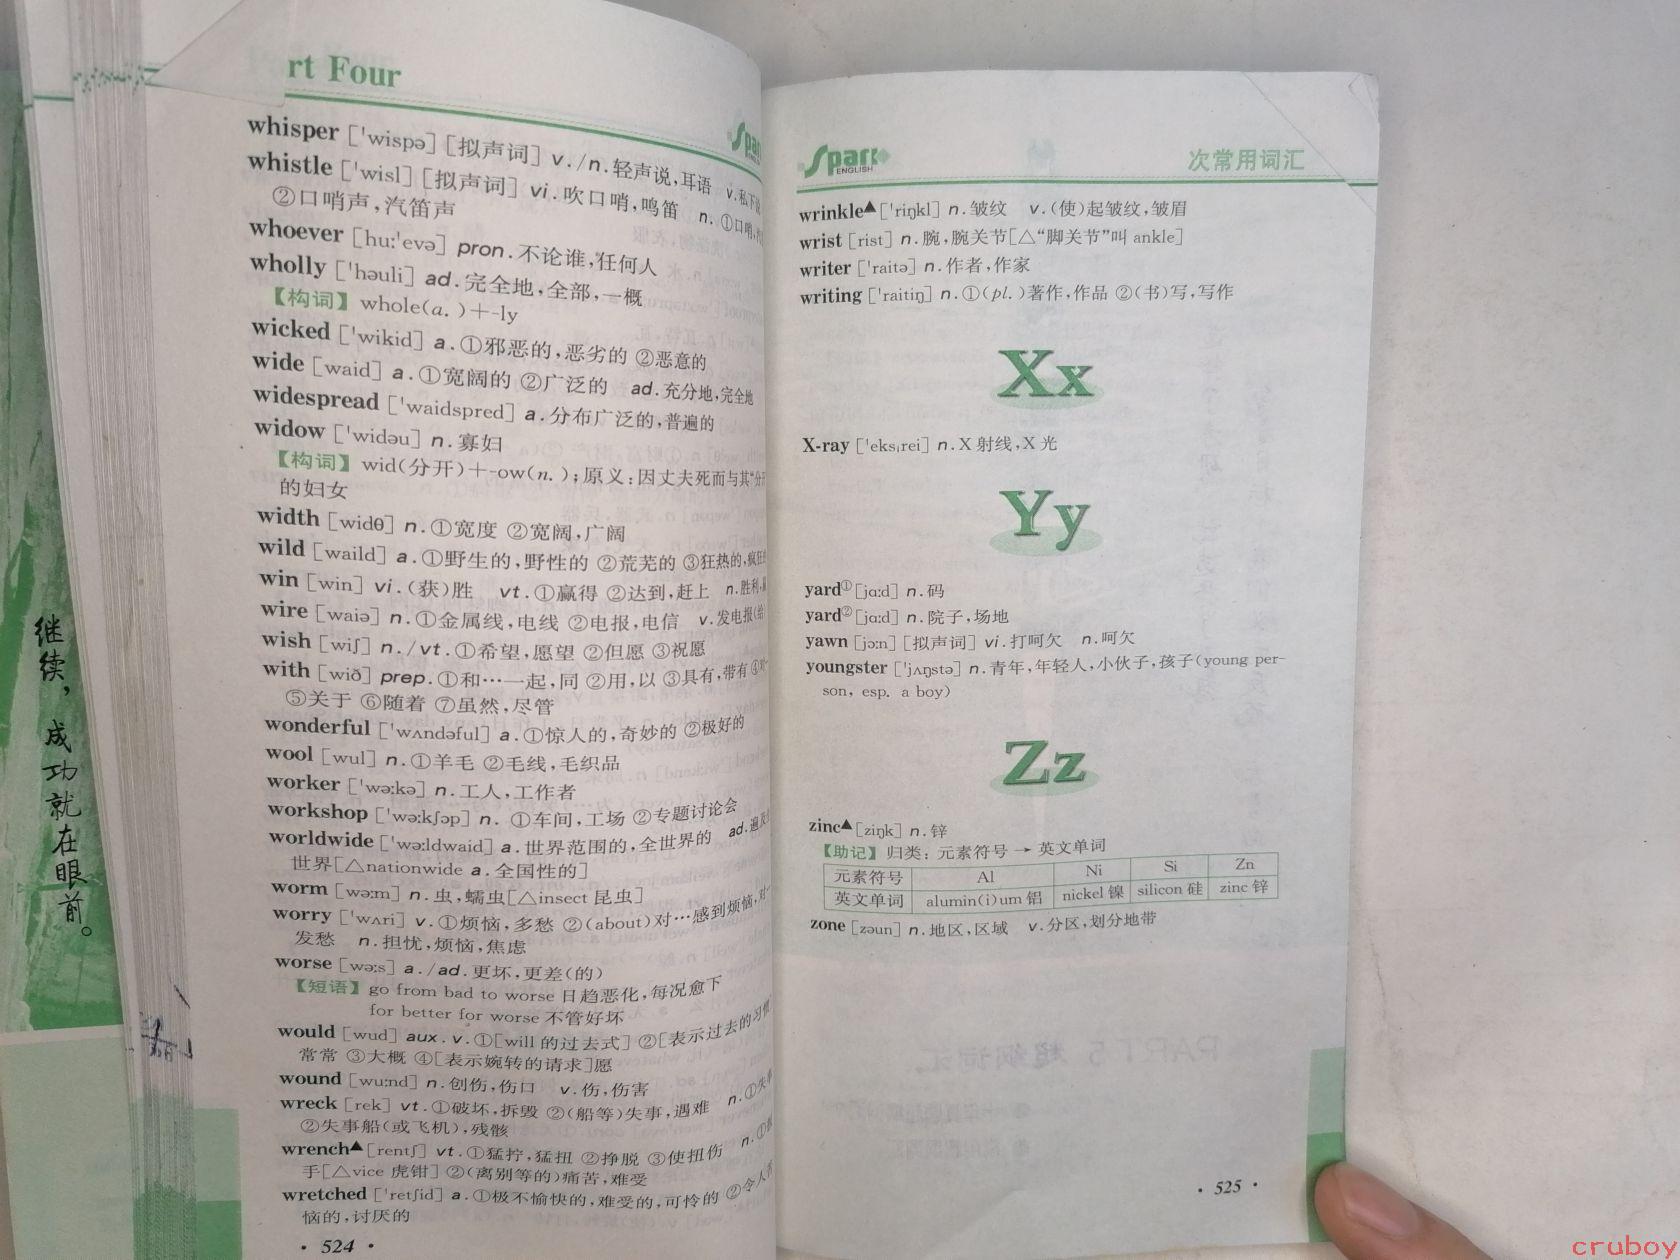 rt Four
whisper ['wispə] [拟声词] v./n.轻声说,耳语 v.私下
whistle ['wisl] [拟声词] vi.吹口哨,鸣笛 n.①口哨
②口哨声,汽笛声
whoever [hu:'evə] pron.不论谁,任何人
wholly ['həuli] ad.完全地,全部,一概
【构词】whole(a.)+-ly
wicked ['wikid] a.①邪恶的,恶劣的 ②恶意的
wide [waid] a.①宽阔的 ②广泛的 ad.充分地,完全地
widespread ['waidspred] a.分布广泛的,普遍的
widow ['widəu] n.寡妇
【构词】wid(分开)+-ow(n.);原义:因丈夫死而与其“分开
的妇女
width [widθ] n.①宽度 ②宽阔,广阔
wild [waild] a.①野生的,野性的 ②荒芜的 ③狂热的,疯狂
win [win] vi.(获)胜 vt.①赢得 ②达到,赶上 n.胜利
wire [waiə] n.①金属线,电线 ②电报,电信 v.发电报(给
wish [wiʃ] n./vt.①希望,愿望 ②但愿 ③祝愿
with [wið] prep.①和…一起,同 ②用,以 ③具有,带有 ④
⑤关于 ⑥随着 ⑦虽然,尽管
wonderful ['wʌndəful] a.①惊人的,奇妙的 ②极好的
wool [wul] n.①羊毛 ②毛线,毛织品
worker ['wə:kə] n.工人,工作者
workshop ['wə:kʃɔp] n. ①车间,工场 ②专题讨论会
worldwide ['wə:ldwaid] a.世界范围的,全世界的 ad.遍及
世界[△nationwide a.全国性的]
worm [wə:m] n.虫,蠕虫[△insect 昆虫]
worry ['wʌri] v.①烦恼,多愁 ②(about)对…感到烦恼,对
发愁 n.担忧,烦恼,焦虑
worse [wə:s] a./ad.更坏,更差(的)
【短语】go from bad to worse 日趋恶化,每况愈下
for better for worse 不管好坏
would [wud] aux.v.①[will 的过去式] ②[表示过去的习惯
常常 ③大概 ④[表示婉转的请求]愿
wound [wu:nd] n.创伤,伤口 v.伤,伤害
wreck [rek] vt.①破坏,拆毁 ②(船等)失事,遇难 n.①失事
②失事船(或飞机),残骸
wrench▲[rentʃ] vt.①猛拧,猛扭 ②挣脱 ③使扭伤 n.①
手[△vice 虎钳] ②(离别等的)痛苦,难受
wretched ['retʃid] a.①极不愉快的,难受的,可怜的 ②令人
恼的,讨厌的
· 524 ·
继续,成功就在眼前。
Spark
ENGLISH
次常用词汇
wrinkle▲['riŋkl] n.皱纹 v.(使)起皱纹,皱眉
wrist [rist] n.腕,腕关节[△“脚关节”叫 ankle]
writer ['raitə] n.作者,作家
writing ['raitiŋ] n.①(pl.)著作,作品 ②(书)写,写作
Xx
X-ray ['eksˌrei] n.X 射线,X 光
Yy
yard①[jɑ:d] n.码
yard②[jɑ:d] n.院子,场地
yawn [jɔ:n] [拟声词] vi.打呵欠 n.呵欠
youngster ['jʌŋstə] n.青年,年轻人,小伙子,孩子(young per-
son, esp. a boy)
Zz
zinc▲[ziŋk] n.锌
【助记】归类:元素符号→英文单词
元素符号 Al Ni Si Zn
英文单词 alumin(i)um 铝 nickel 镍 silicon 硅 zinc 锌
zone [zəun] n.地区,区域 v.分区,划分地带
· 525 ·
cruboy